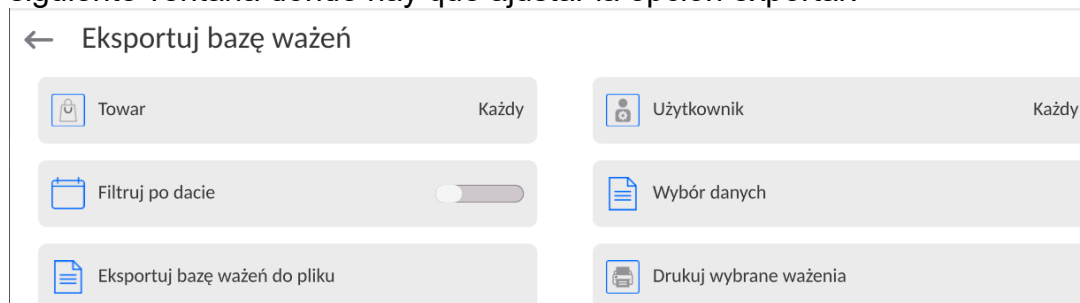 siguiente ventana donde hay que ajustar la opción exportar
Eksportuj bazę ważeń
Towar Każdy Użytkownik Każdy
Filtruj po dacie Wybór danych
Eksportuj bazę ważeń do pliku Drukuj wybrane ważenia